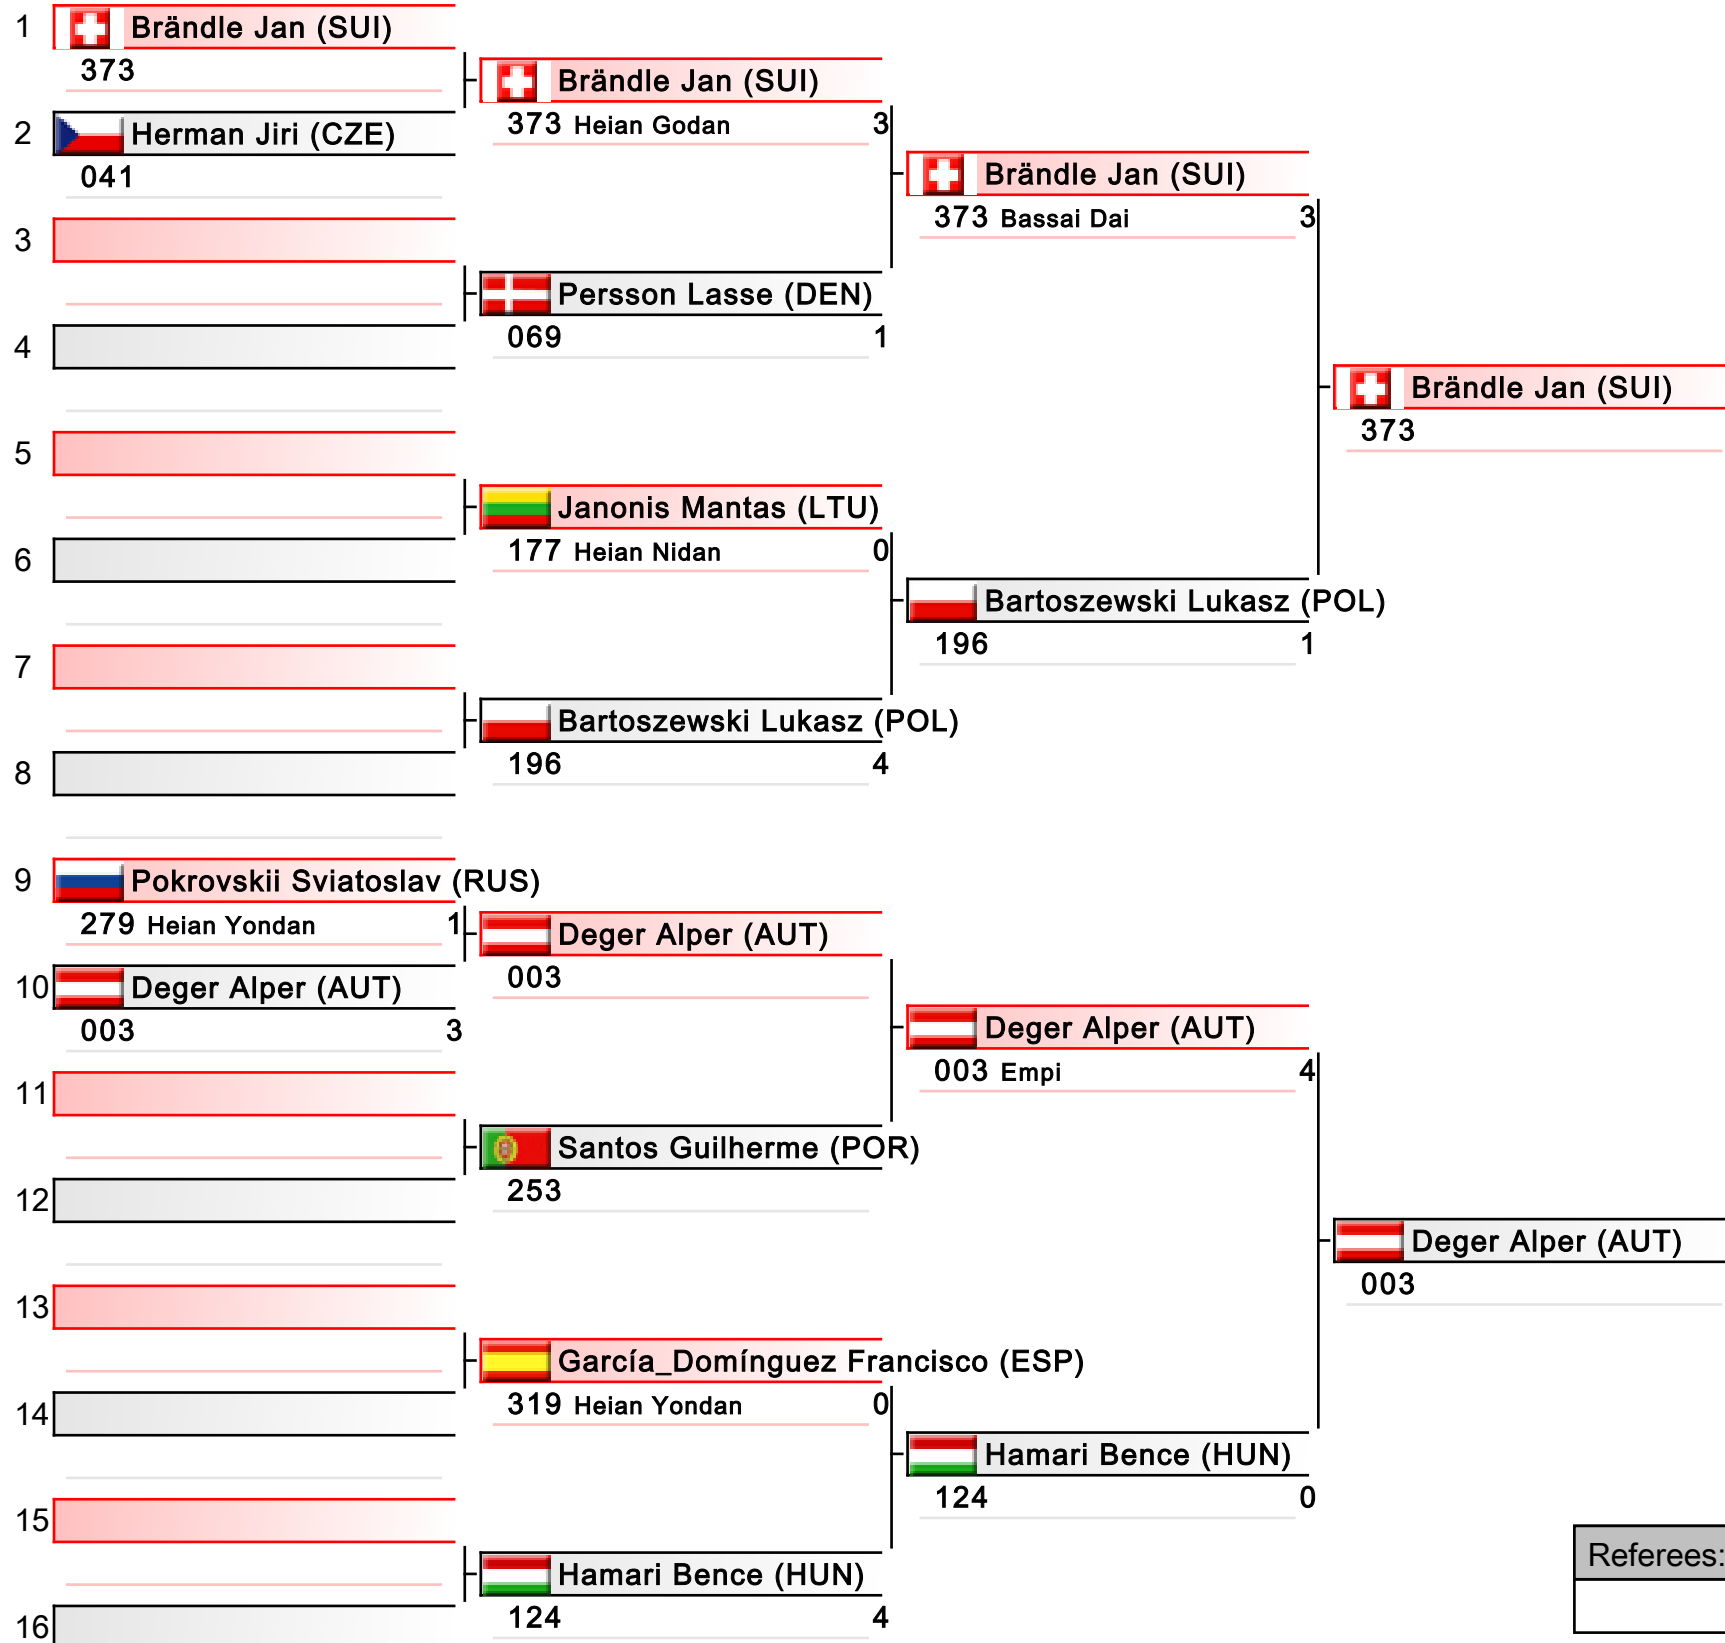 1
Brändle Jan (SUI)
373
2
Herman Jiri (CZE)
041
3
4
5
6
7
8
9
Pokrovskii Sviatoslav (RUS)
279 Heian Yondan 1
10
Deger Alper (AUT)
003 3
11
12
13
14
15
16
Brändle Jan (SUI)
373 Heian Godan 3
Persson Lasse (DEN)
069 1
Janonis Mantas (LTU)
177 Heian Nidan 0
Bartoszewski Lukasz (POL)
196 4
Deger Alper (AUT)
003
Santos Guilherme (POR)
253
García_Domínguez Francisco (ESP)
319 Heian Yondan 0
Hamari Bence (HUN)
124 4
Brändle Jan (SUI)
373 Bassai Dai 3
Bartoszewski Lukasz (POL)
196 1
Deger Alper (AUT)
003 Empi 4
Hamari Bence (HUN)
124 0
Brändle Jan (SUI)
373
Deger Alper (AUT)
003
Referees: